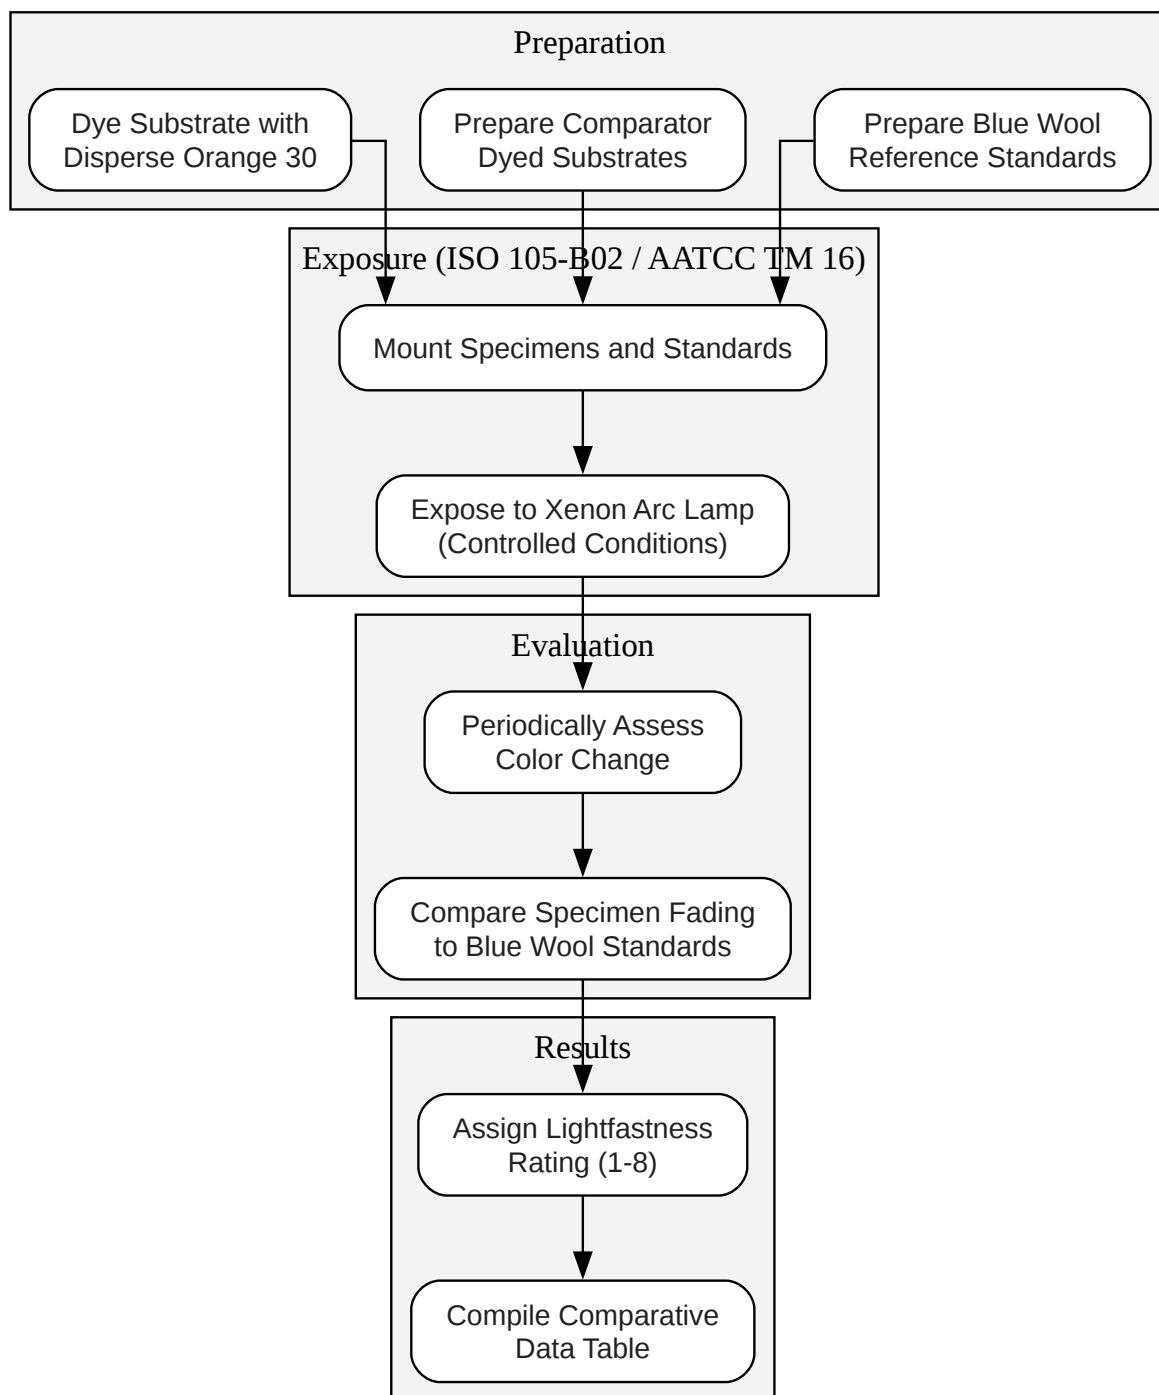 Preparation
Dye Substrate with
Disperse Orange 30
Prepare Comparator
Dyed Substrates
Prepare Blue Wool
Reference Standards
Exposure (ISO 105-B02 / AATCC TM 16)
Mount Specimens and Standards
Expose to Xenon Arc Lamp
(Controlled Conditions)
Evaluation
Periodically Assess
Color Change
Compare Specimen Fading
to Blue Wool Standards
Results
Assign Lightfastness
Rating (1-8)
Compile Comparative
Data Table